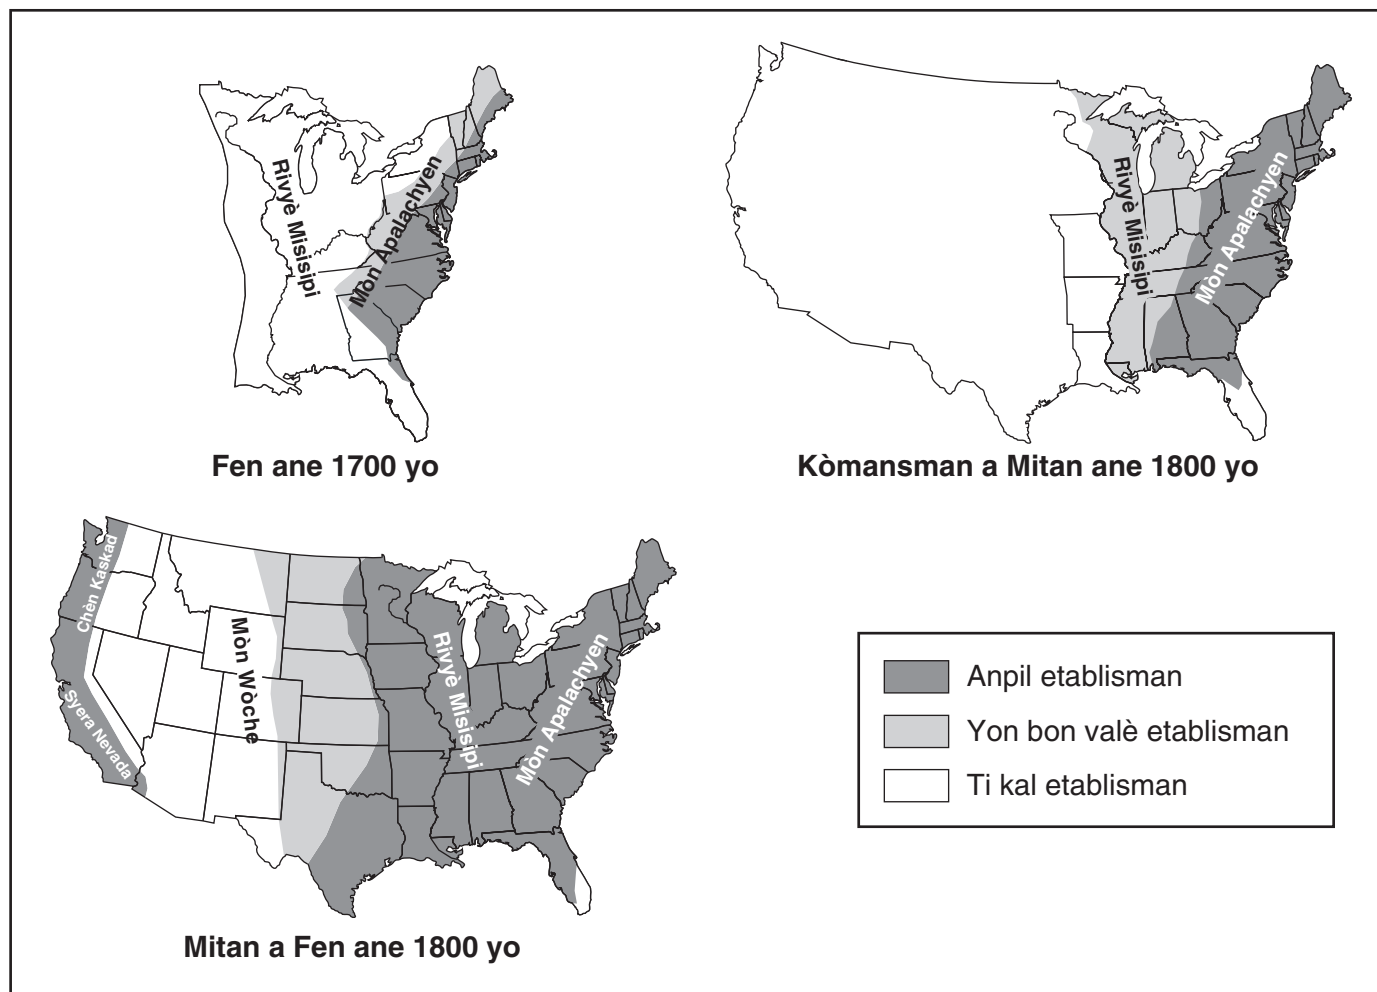 Rivyè Misisipi
Mòn Apalachyen
Fen ane 1700 yo
Rivyè Misisipi
Mòn Apalachyen
Kòmansman a Mitan ane 1800 yo
Chèn Kaskad
Syera Nevada
Mòn Wòche
Rivyè Misisipi
Mòn Apalachyen
Mitan a Fen ane 1800 yo
Anpil etablisman
Yon bon valè etablisman
Ti kal etablisman